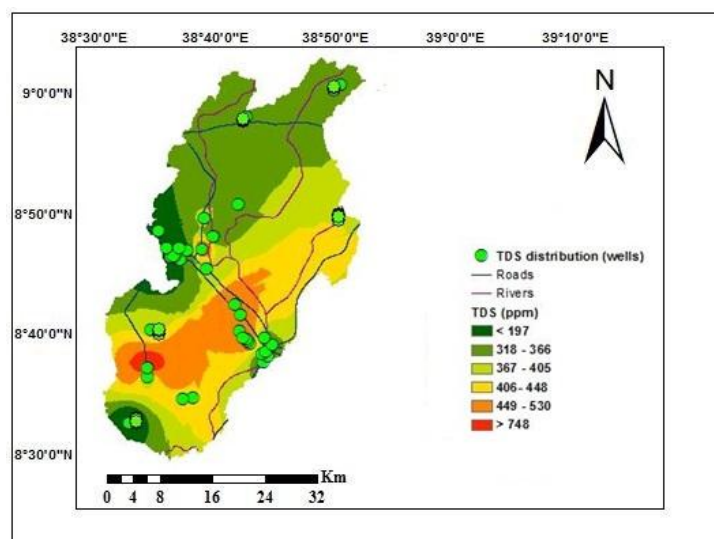 38°30'0"E 38°40'0"E 38°50'0"E 39°0'0"E 39°10'0"E
9°0'0"N
8°50'0"N
8°40'0"N
8°30'0"N
N
TDS distribution (wells)
Roads
Rivers
TDS (ppm)
< 197
318 - 366
367 - 405
406- 448
449 - 530
> 748
Km
0 4 8 16 24 32